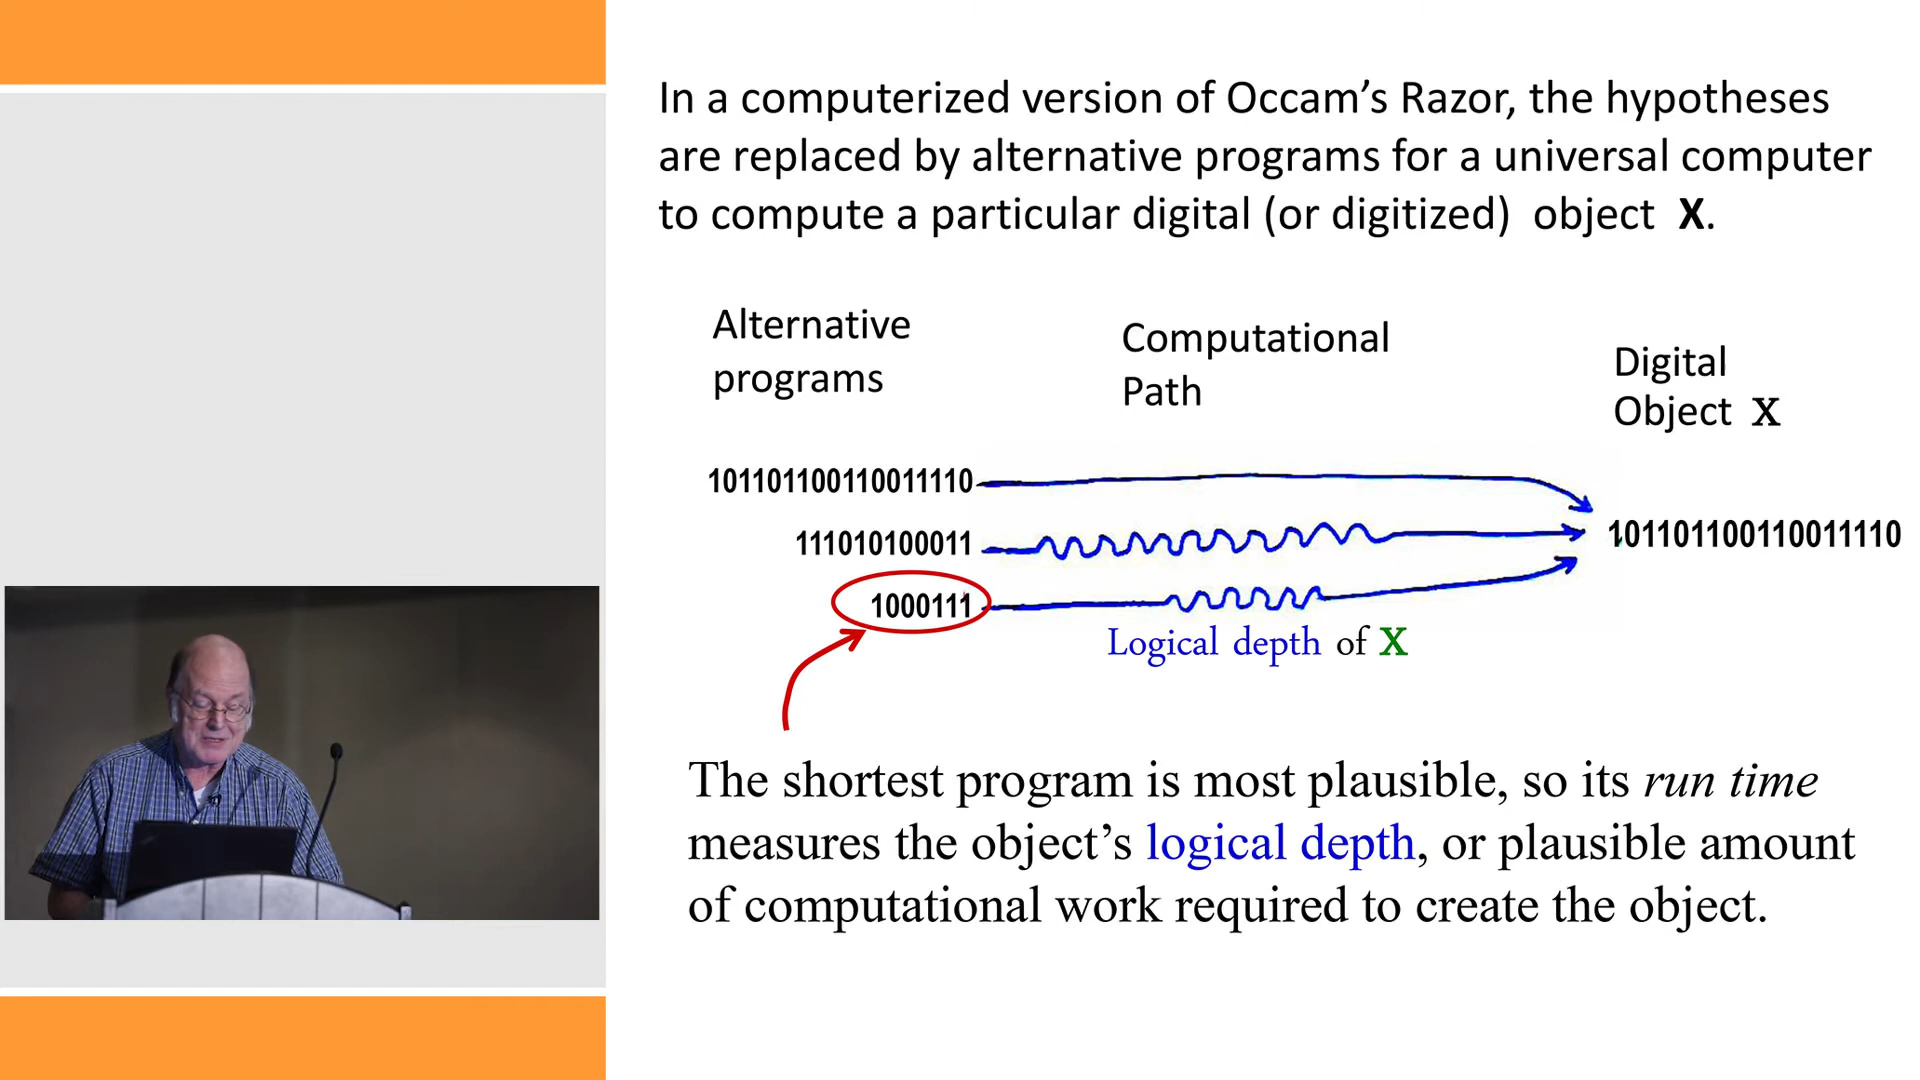 In a computerized version of Occam’s Razor, the hypotheses
are replaced by alternative programs for a universal computer
to compute a particular digital (or digitized) object X.
Alternative
programs
Computational
Path
Digital
Object X
101101100110011110
111010100011
1000111
101101100110011110
Logical depth of X
The shortest program is most plausible, so its run time
measures the object’s logical depth, or plausible amount
of computational work required to create the object.